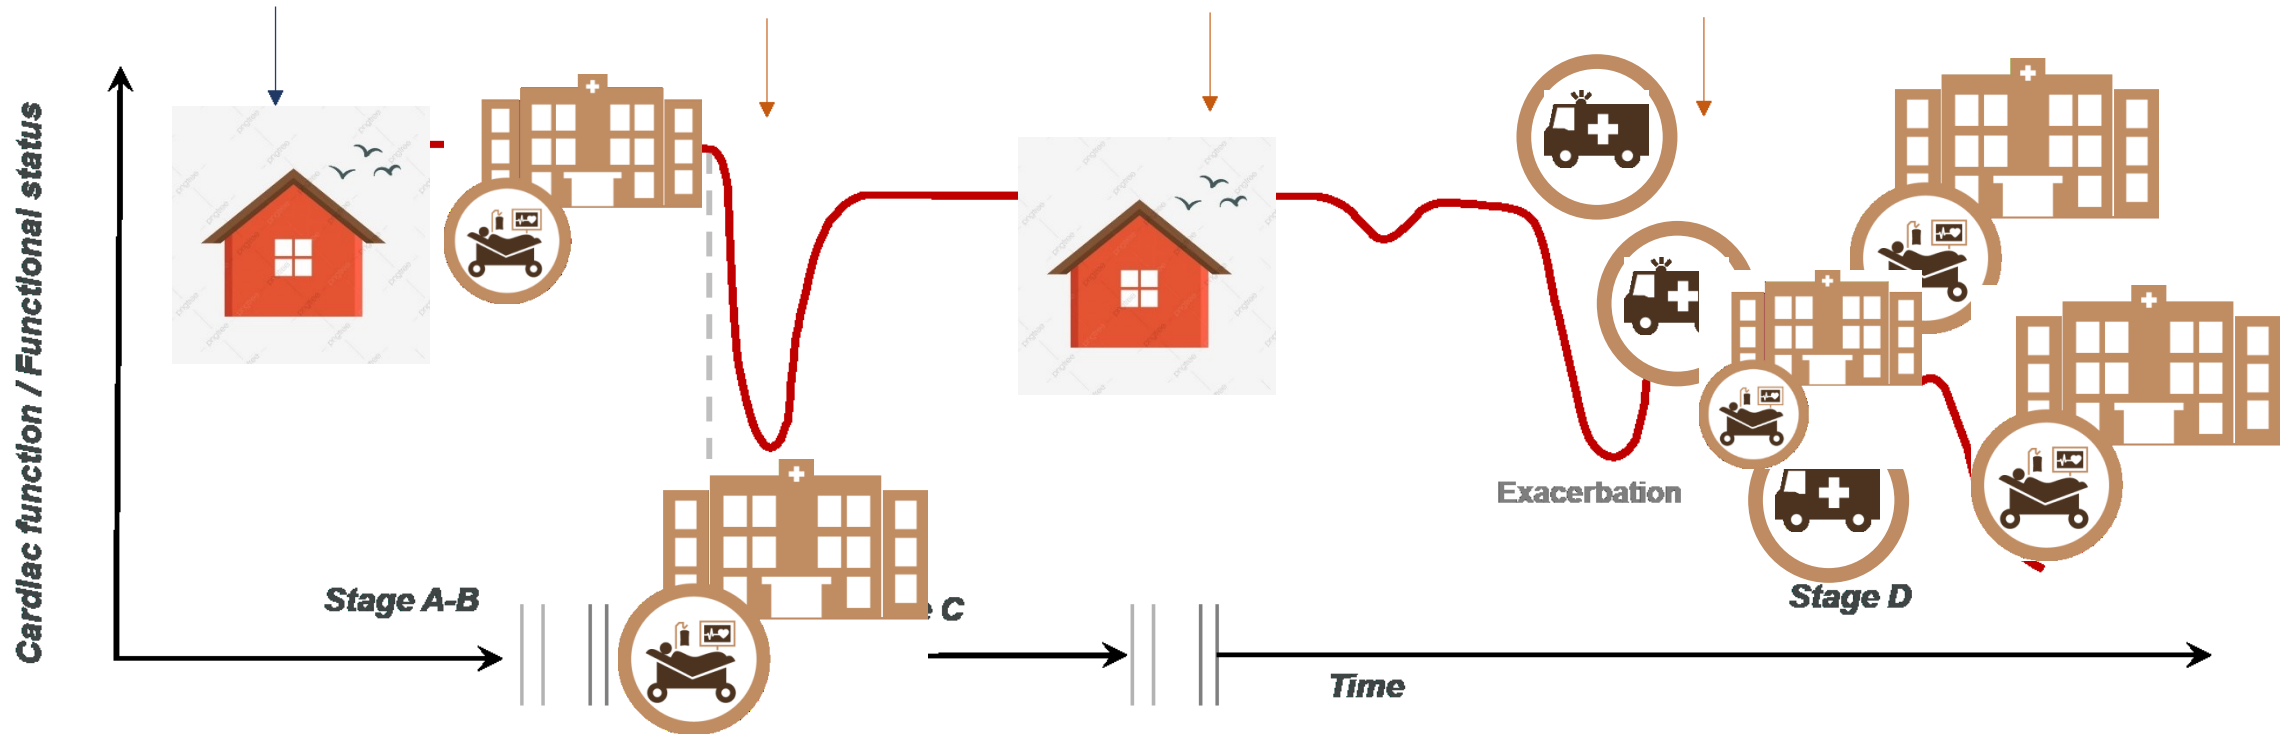 Cardiac function / Functional status
Exacerbation
Stage A-B
C
Stage D
Time